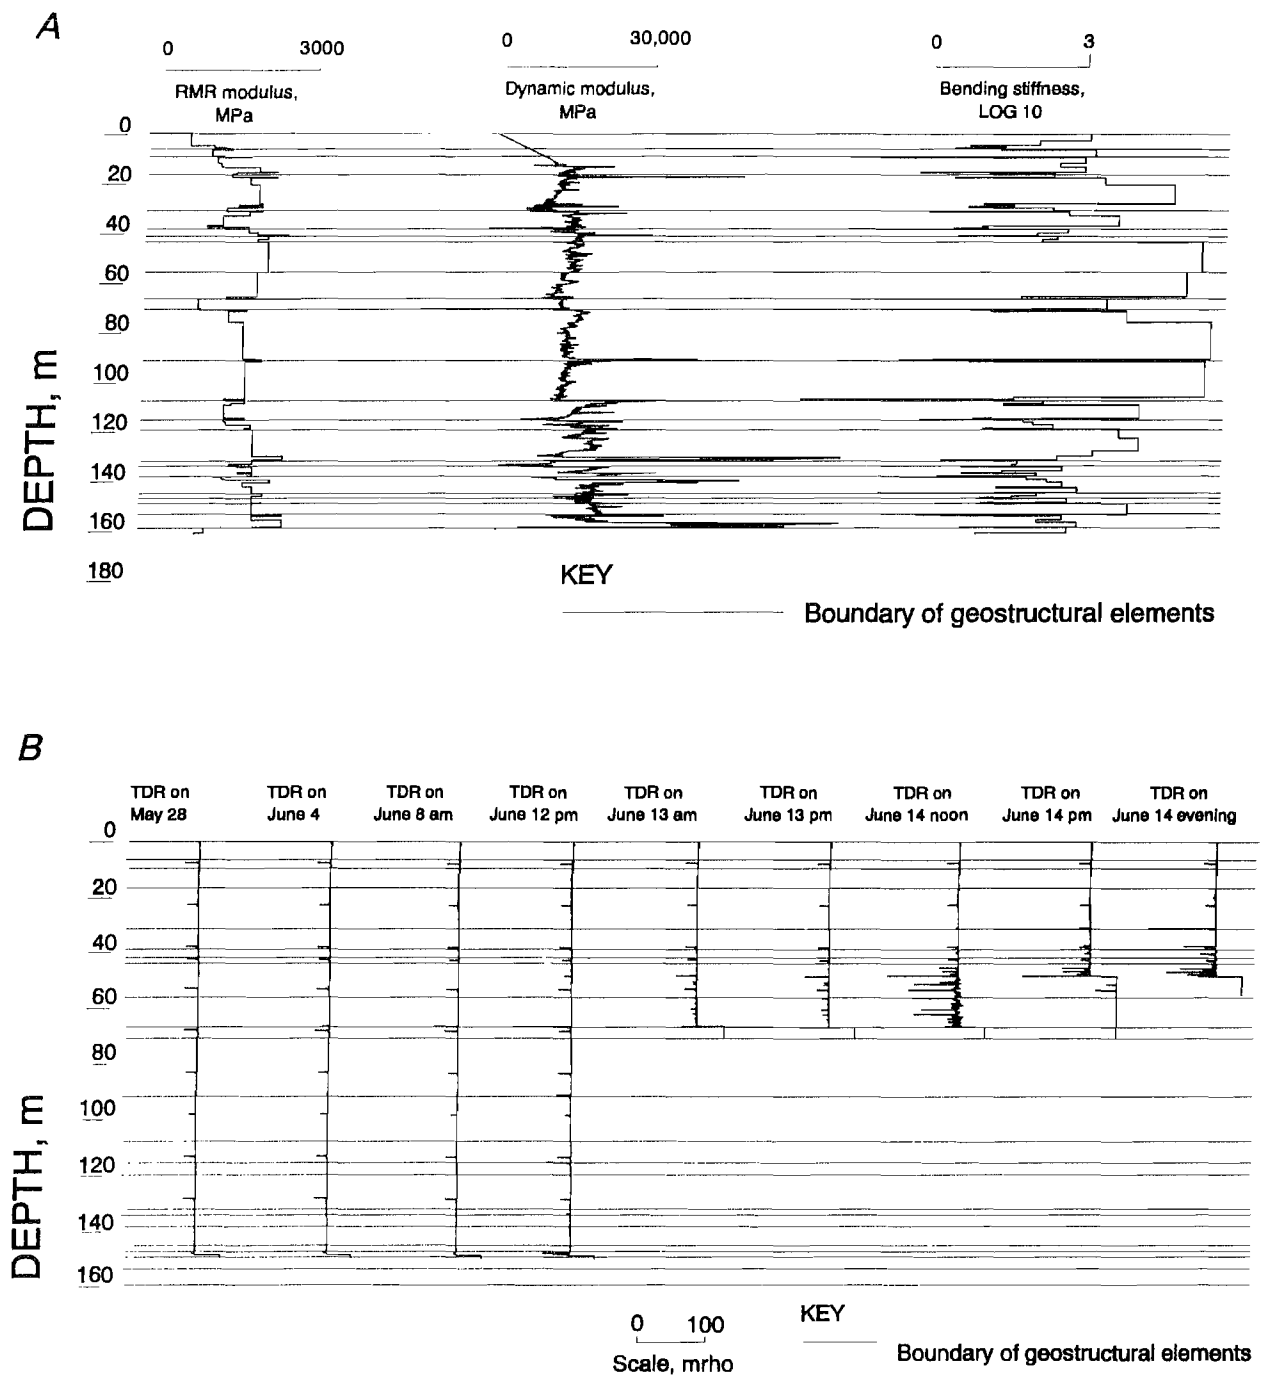 A
0 3000 0 30,000 0 3
RMR modulus, Dynamic modulus, Bending stiffness,
MPa MPa LOG 10
0
20
40
60
80
100
120
140
160
180
DEPTH, m
KEY
Boundary of geostructural elements
B
TDR on TDR on TDR on TDR on TDR on TDR on TDR on TDR on TDR on
May 28 June 4 June 8 am June 12 pm June 13 am June 13 pm June 14 noon June 14 pm June 14 evening
0
20
40
60
80
100
120
140
160
DEPTH, m
0 100
Scale, mrho
KEY
Boundary of geostructural elements